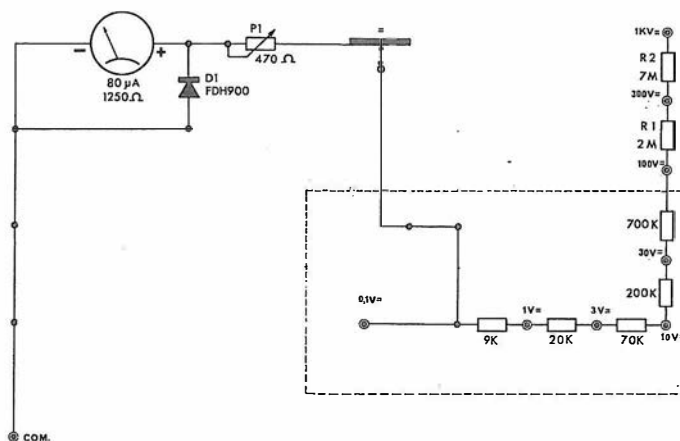 P1
=
1KV=
R2
7M
470 Ω
− +
D1
FDH900
80 µA
1250Ω
300V=
R1
2M
100V=
700K
30V=
200K
0,1V=
1V=
3V=
10V=
9K
20K
70K
COM.